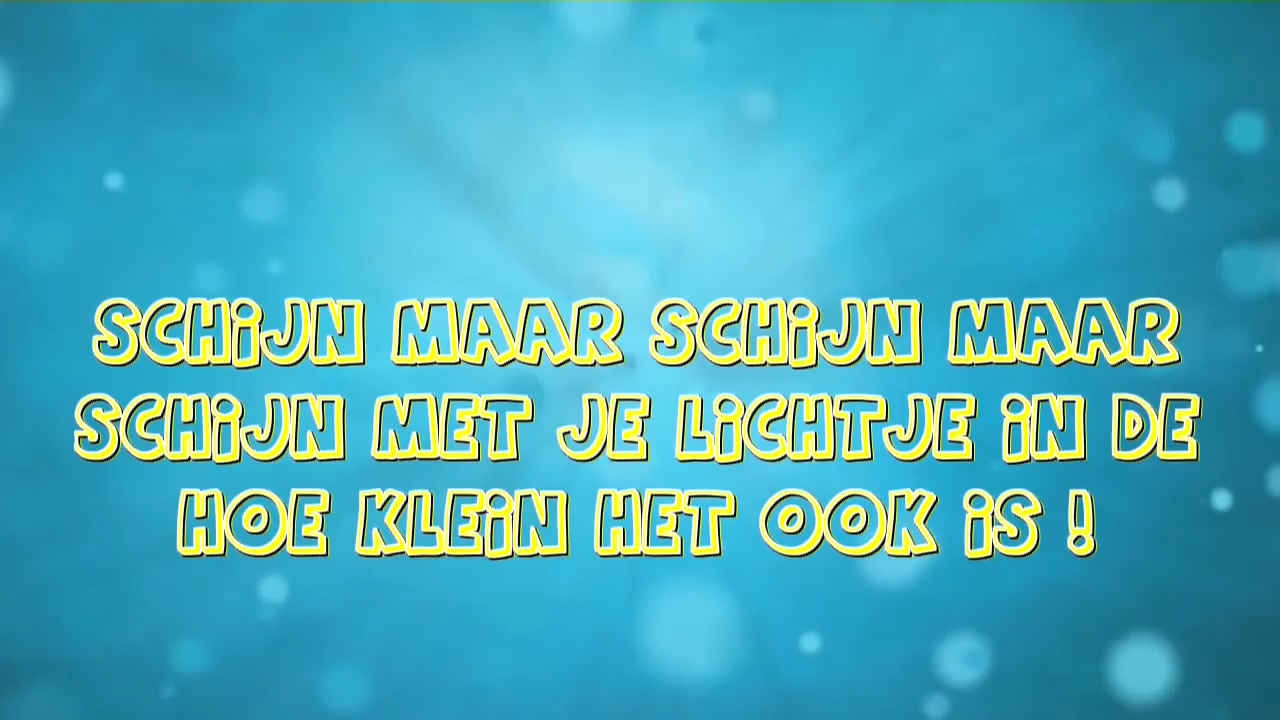 SCHiJN MAAR SCHiJN MAAR
SCHiJN MET JE LiCHTJE iN DE
HOE KLEiN HET OOK iS !